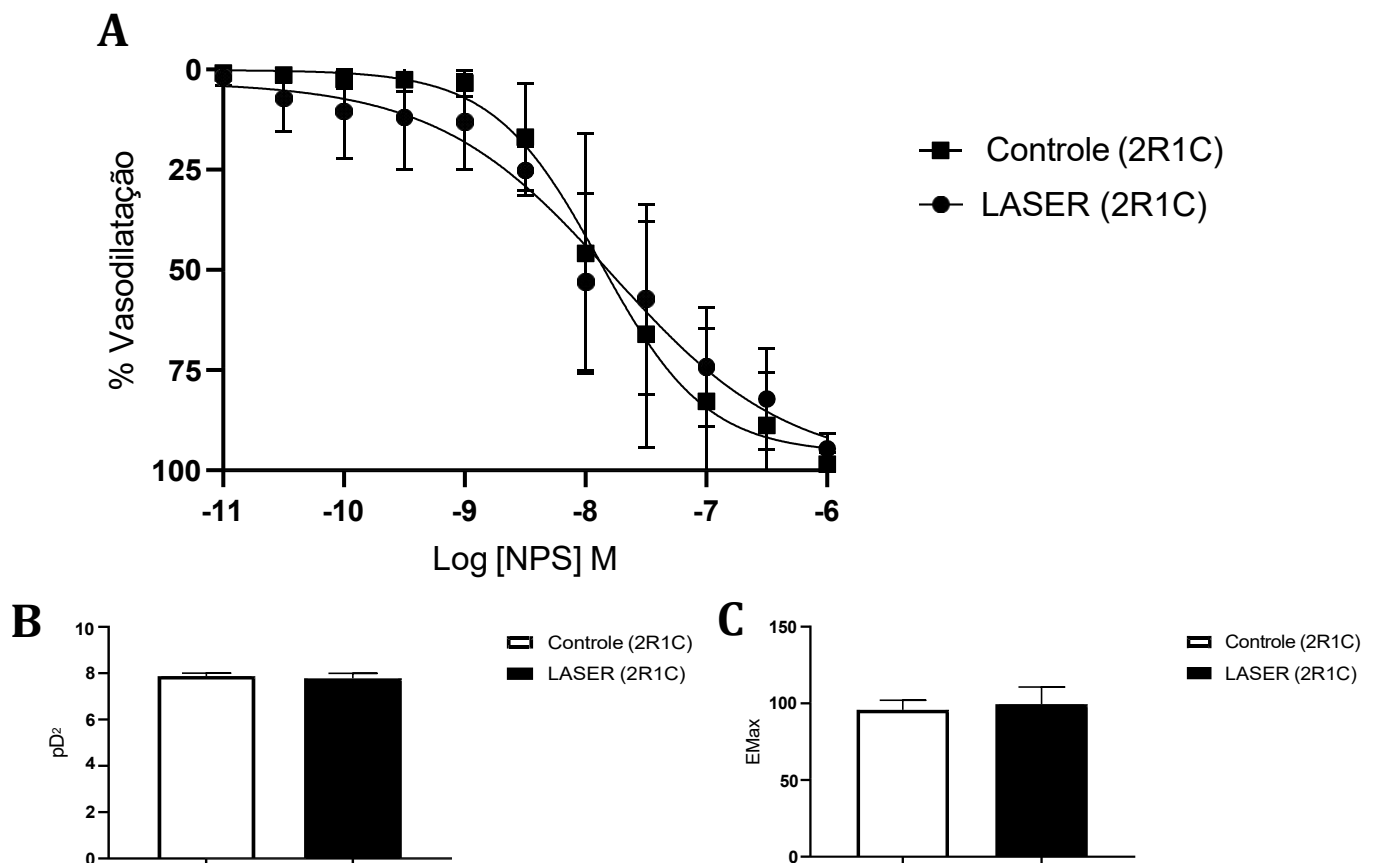 A
0
25
50
75
100
% Vasodilatação
-11 -10 -9 -8 -7 -6
Log [NPS] M
Controle (2R1C)
LASER (2R1C)
B
10
8
6
4
2
0
pD²
Controle (2R1C)
LASER (2R1C)
C
150
100
50
0
EMax
Controle (2R1C)
LASER (2R1C)